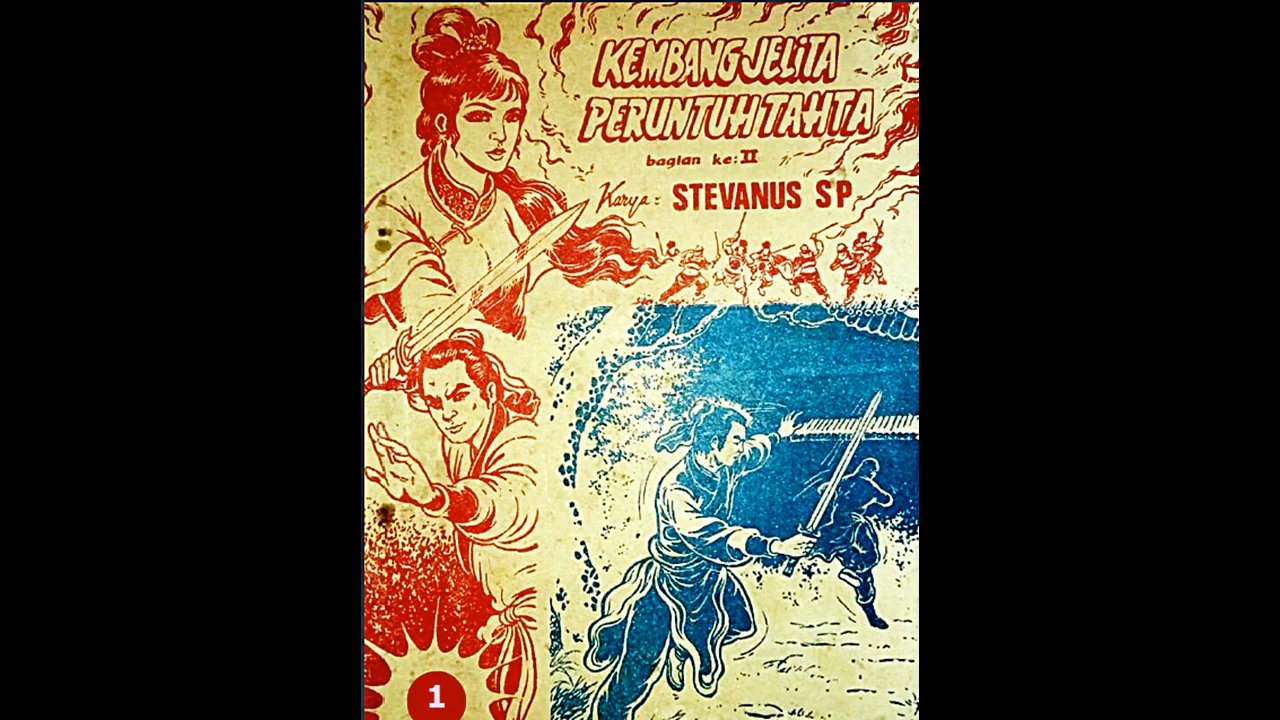 KEMBANG JELITA
PERUNTUH TAHTA
bagian ke: II
Karya : STEVANUS SP
1